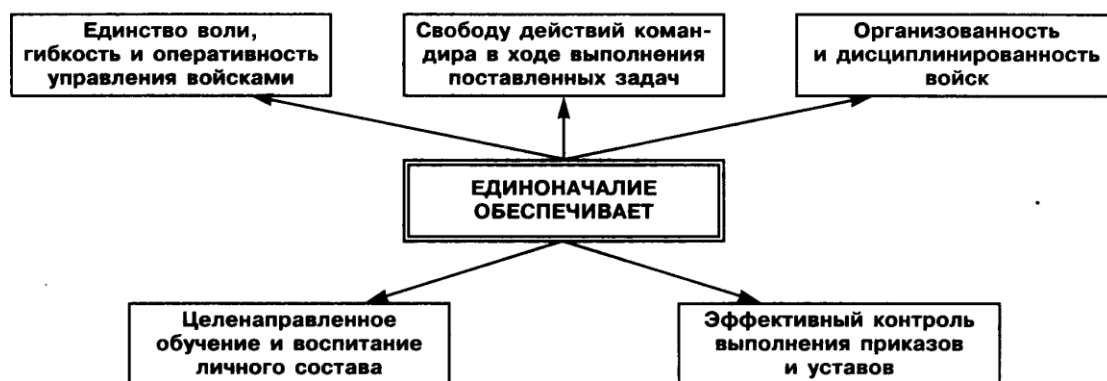 Единство воли,
гибкость и оперативность
управления войсками
Свободу действий коман-
дира в ходе выполнения
поставленных задач
Организованность
и дисциплинированность
войск
ЕДИНОНАЧАЛИЕ
ОБЕСПЕЧИВАЕТ
Целенаправленное
обучение и воспитание
личного состава
Эффективный контроль
выполнения приказов
и уставов